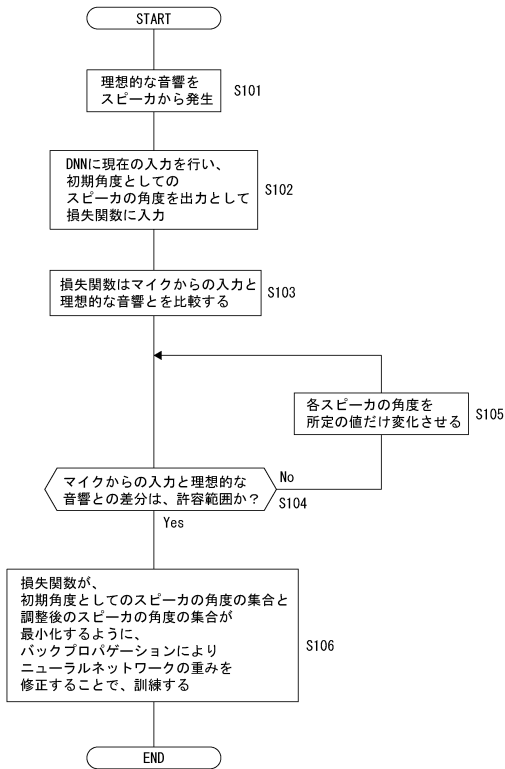 START
理想的な音響を
スピーカから発生
S101
DNNに現在の入力を行い、
初期角度としての
スピーカの角度を出力として
損失関数に入力
S102
損失関数はマイクからの入力と
理想的な音響とを比較する
S103
各スピーカの角度を
所定の値だけ変化させる
S105
マイクからの入力と理想的な
音響との差分は、許容範囲か？
No
S104
Yes
損失関数が、
初期角度としてのスピーカの角度の集合と
調整後のスピーカの角度の集合が
最小化するように、
バックプロパゲーションにより
ニューラルネットワークの重みを
修正することで、訓練する
S106
END